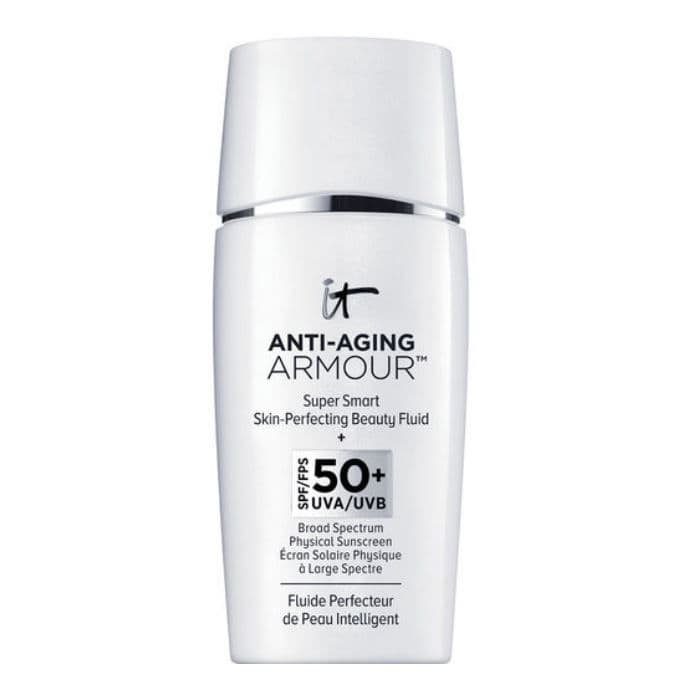 it
ANTI-AGING
ARMOUR™
Super Smart
Skin-Perfecting Beauty Fluid
+
SPF/FPS
50+
UVA/UVB
Broad Spectrum
Physical Sunscreen
Écran Solaire Physique
à Large Spectre
Fluide Perfecteur
de Peau Intelligent